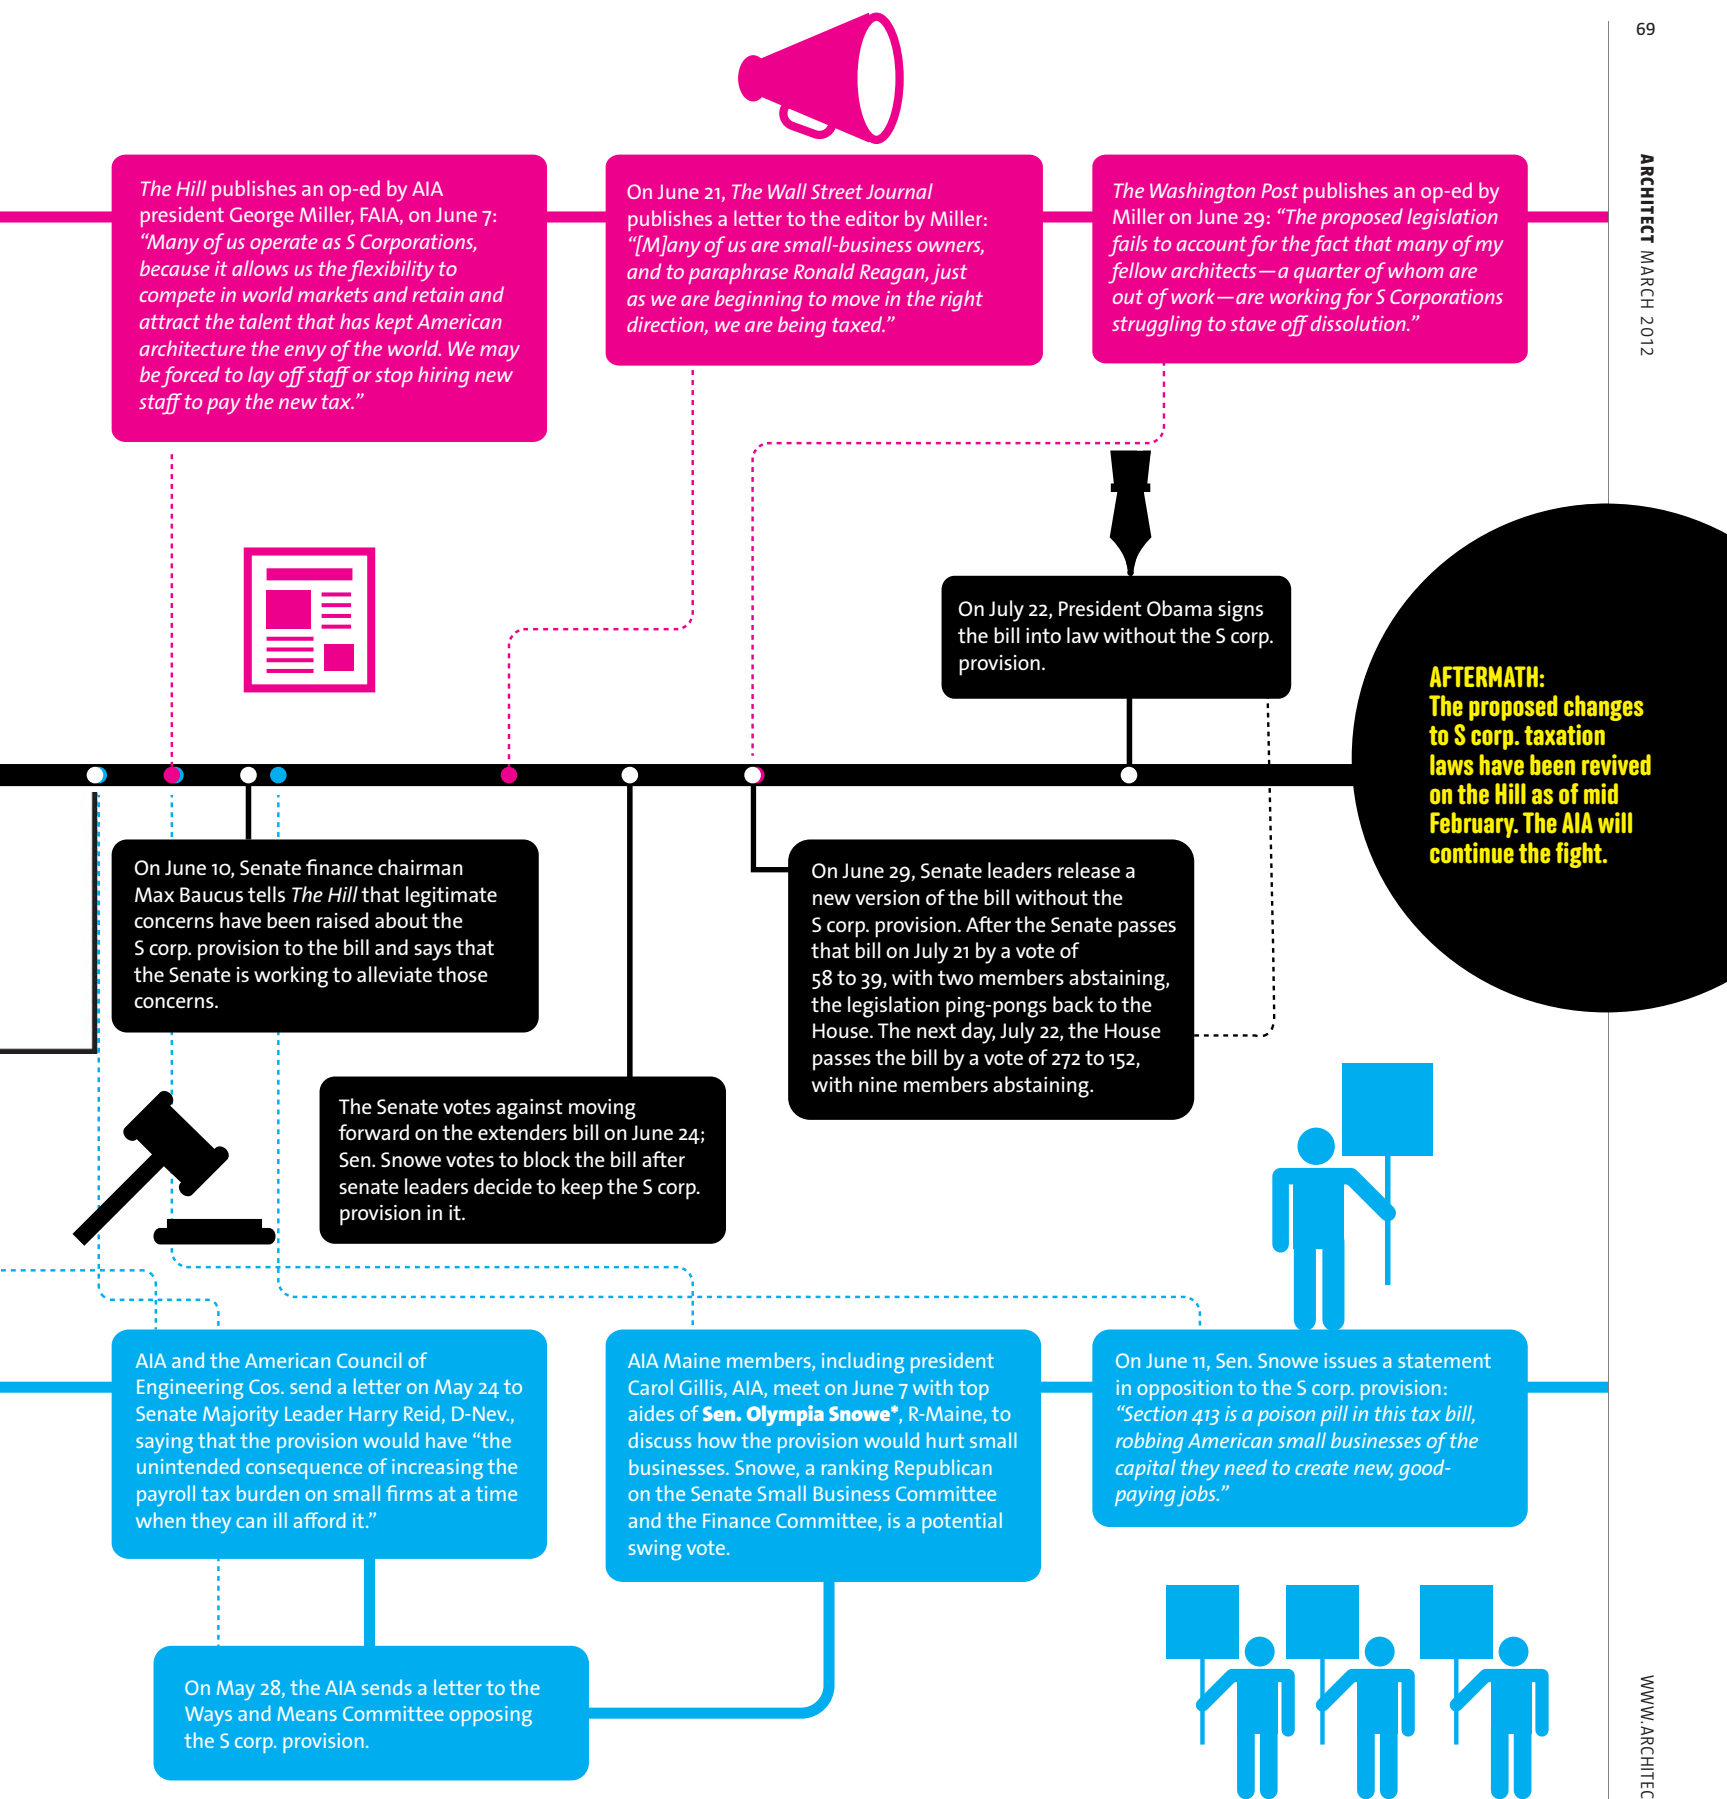 69
ARCHITECT MARCH 2012
The Hill publishes an op-ed by AIA
president George Miller, FAIA, on June 7:
“Many of us operate as S Corporations,
because it allows us the flexibility to
compete in world markets and retain and
attract the talent that has kept American
architecture the envy of the world. We may
be forced to lay off staff or stop hiring new
staff to pay the new tax.”
On June 21, The Wall Street Journal
publishes a letter to the editor by Miller:
“[M]any of us are small-business owners,
and to paraphrase Ronald Reagan, just
as we are beginning to move in the right
direction, we are being taxed.”
The Washington Post publishes an op-ed by
Miller on June 29: “The proposed legislation
fails to account for the fact that many of my
fellow architects—a quarter of whom are
out of work—are working for S Corporations
struggling to stave off dissolution.”
On July 22, President Obama signs
the bill into law without the S corp.
provision.
AFTERMATH:
The proposed changes
to S corp. taxation
laws have been revived
on the Hill as of mid
February. The AIA will
continue the fight.
On June 10, Senate finance chairman
Max Baucus tells The Hill that legitimate
concerns have been raised about the
S corp. provision to the bill and says that
the Senate is working to alleviate those
concerns.
The Senate votes against moving
forward on the extenders bill on June 24;
Sen. Snowe votes to block the bill after
senate leaders decide to keep the S corp.
provision in it.
On June 29, Senate leaders release a
new version of the bill without the
S corp. provision. After the Senate passes
that bill on July 21 by a vote of
58 to 39, with two members abstaining,
the legislation ping-pongs back to the
House. The next day, July 22, the House
passes the bill by a vote of 272 to 152,
with nine members abstaining.
AIA and the American Council of
Engineering Cos. send a letter on May 24 to
Senate Majority Leader Harry Reid, D-Nev.,
saying that the provision would have “the
unintended consequence of increasing the
payroll tax burden on small firms at a time
when they can ill afford it.”
AIA Maine members, including president
Carol Gillis, AIA, meet on June 7 with top
aides of Sen. Olympia Snowe*, R-Maine, to
discuss how the provision would hurt small
businesses. Snowe, a ranking Republican
on the Senate Small Business Committee
and the Finance Committee, is a potential
swing vote.
On June 11, Sen. Snowe issues a statement
in opposition to the S corp. provision:
“Section 413 is a poison pill in this tax bill,
robbing American small businesses of the
capital they need to create new, good-
paying jobs.”
On May 28, the AIA sends a letter to the
Ways and Means Committee opposing
the S corp. provision.
WWW.ARCHITEC